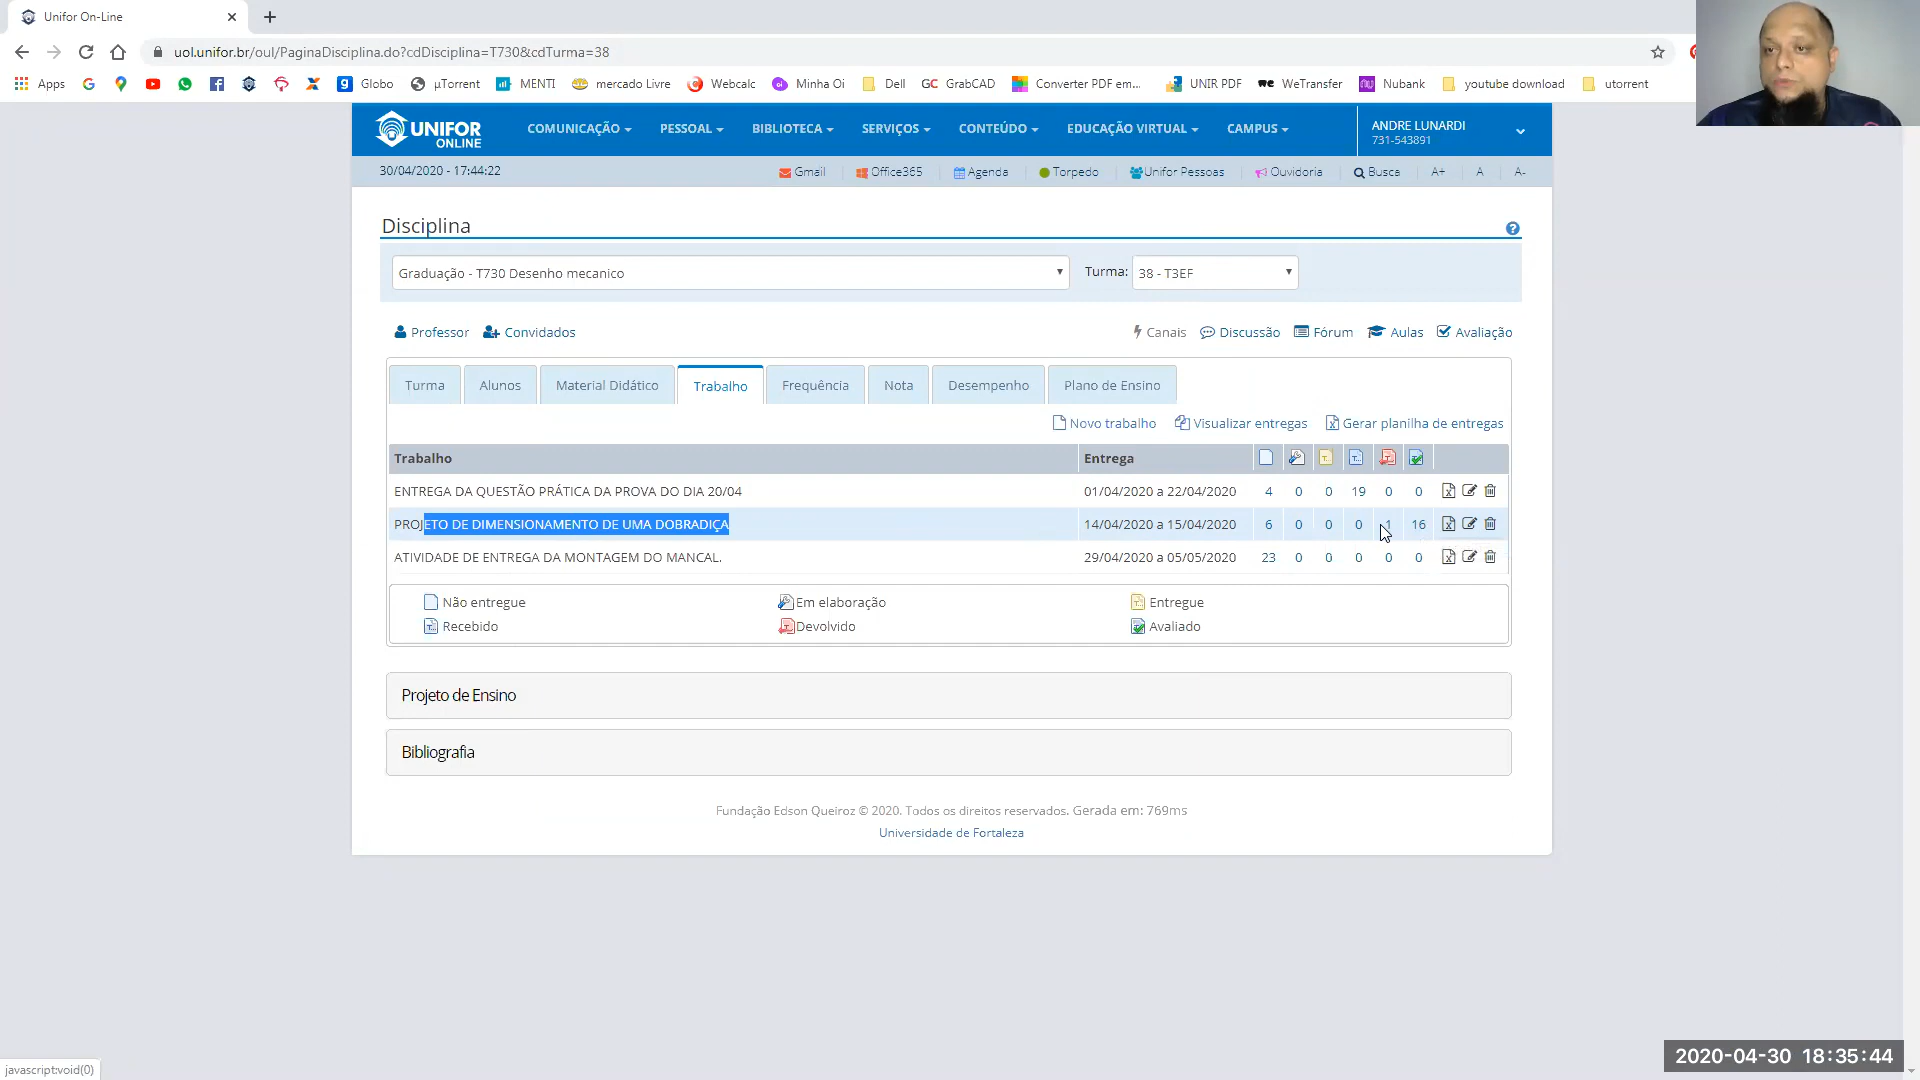 Unifor On-Line
uol.unifor.br/oul/PaginaDisciplina.do?cdDisciplina=T730&cdTurma=38
Apps Globo µTorrent MENTI mercado Livre Webcalc Minha Oi Dell GC GrabCAD Converter PDF em... UNIR PDF we WeTransfer Nubank youtube download utorrent
UNIFOR ONLINE COMUNICAÇÃO PESSOAL BIBLIOTECA SERVIÇOS CONTEÚDO EDUCAÇÃO VIRTUAL CAMPUS ANDRE LUNARDI
731-543891
30/04/2020 - 17:44:22 Gmail Office365 Agenda Torpedo Unifor Pessoas Ouvidoria Busca A+ A A-
Disciplina
Graduação - T730 Desenho mecanico Turma: 38 - T3EF
Professor Convidados Canais Discussão Fórum Aulas Avaliação
Turma Alunos Material Didático Trabalho Frequência Nota Desempenho Plano de Ensino
Novo trabalho Visualizar entregas Gerar planilha de entregas
Trabalho Entrega
ENTREGA DA QUESTÃO PRÁTICA DA PROVA DO DIA 20/04 01/04/2020 a 22/04/2020 4 0 0 19 0 0
PROJETO DE DIMENSIONAMENTO DE UMA DOBRADIÇA 14/04/2020 a 15/04/2020 6 0 0 0 1 16
ATIVIDADE DE ENTREGA DA MONTAGEM DO MANCAL. 29/04/2020 a 05/05/2020 23 0 0 0 0 0
Não entregue Em elaboração Entregue
Recebido Devolvido Avaliado
Projeto de Ensino
Bibliografia
Fundação Edson Queiroz © 2020. Todos os direitos reservados. Gerada em: 769ms
Universidade de Fortaleza
javascript:void(0)
2020-04-30 18:35:44